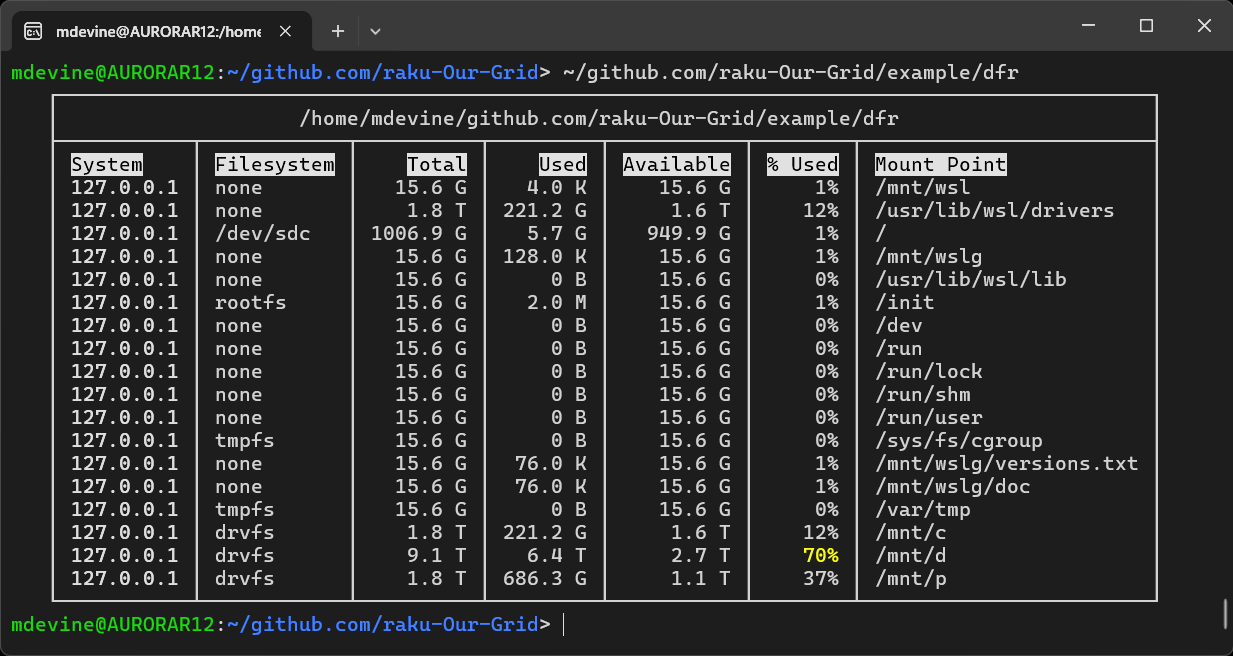 mdevine@AURORAR12:/home
mdevine@AURORAR12:~/github.com/raku-Our-Grid> ~/github.com/raku-Our-Grid/example/dfr
/home/mdevine/github.com/raku-Our-Grid/example/dfr
System Filesystem Total Used Available % Used Mount Point
127.0.0.1 none 15.6 G 4.0 K 15.6 G 1% /mnt/wsl
127.0.0.1 none 1.8 T 221.2 G 1.6 T 12% /usr/lib/wsl/drivers
127.0.0.1 /dev/sdc 1006.9 G 5.7 G 949.9 G 1% /
127.0.0.1 none 15.6 G 128.0 K 15.6 G 1% /mnt/wslg
127.0.0.1 none 15.6 G 0 B 15.6 G 0% /usr/lib/wsl/lib
127.0.0.1 rootfs 15.6 G 2.0 M 15.6 G 1% /init
127.0.0.1 none 15.6 G 0 B 15.6 G 0% /dev
127.0.0.1 none 15.6 G 0 B 15.6 G 0% /run
127.0.0.1 none 15.6 G 0 B 15.6 G 0% /run/lock
127.0.0.1 none 15.6 G 0 B 15.6 G 0% /run/shm
127.0.0.1 none 15.6 G 0 B 15.6 G 0% /run/user
127.0.0.1 tmpfs 15.6 G 0 B 15.6 G 0% /sys/fs/cgroup
127.0.0.1 none 15.6 G 76.0 K 15.6 G 1% /mnt/wslg/versions.txt
127.0.0.1 none 15.6 G 76.0 K 15.6 G 1% /mnt/wslg/doc
127.0.0.1 tmpfs 15.6 G 0 B 15.6 G 0% /var/tmp
127.0.0.1 drvfs 1.8 T 221.2 G 1.6 T 12% /mnt/c
127.0.0.1 drvfs 9.1 T 6.4 T 2.7 T 70% /mnt/d
127.0.0.1 drvfs 1.8 T 686.3 G 1.1 T 37% /mnt/p
mdevine@AURORAR12:~/github.com/raku-Our-Grid>